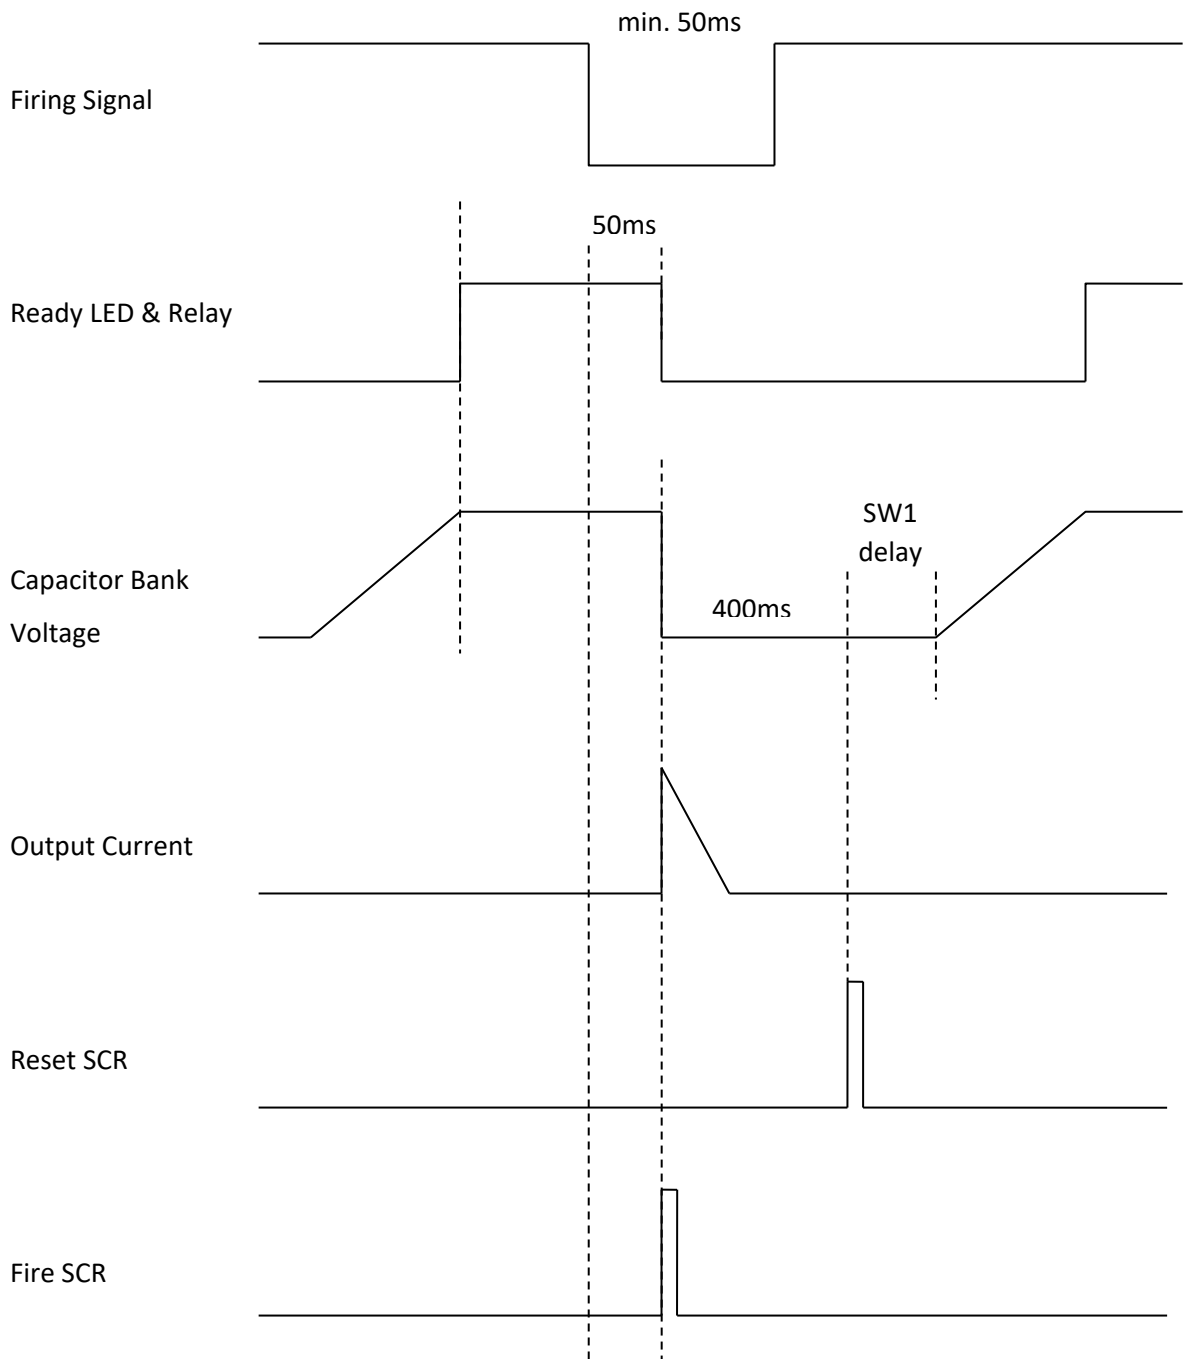 min. 50ms
Firing Signal
50ms
Ready LED & Relay
SW1
delay
Capacitor Bank
400ms
Voltage
Output Current
Reset SCR
Fire SCR